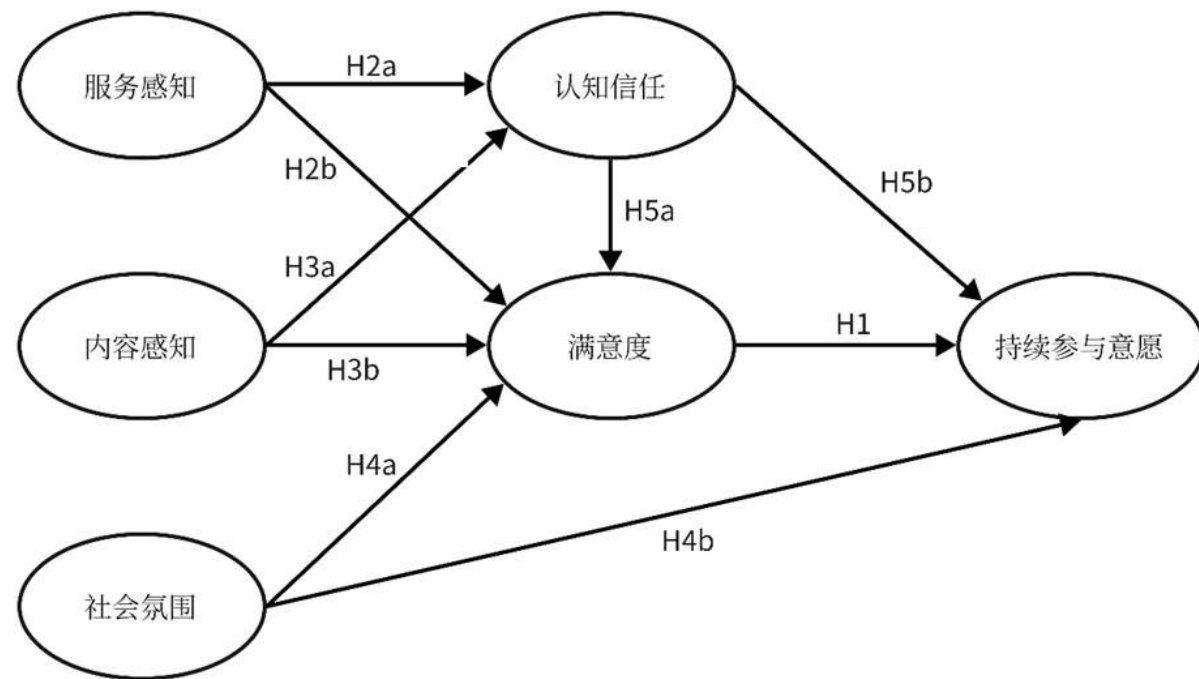 服务感知
H2a
认知信任
H2b
H5b
H5a
H3a
内容感知
H3b
满意度
H1
持续参与意愿
H4a
H4b
社会氛围